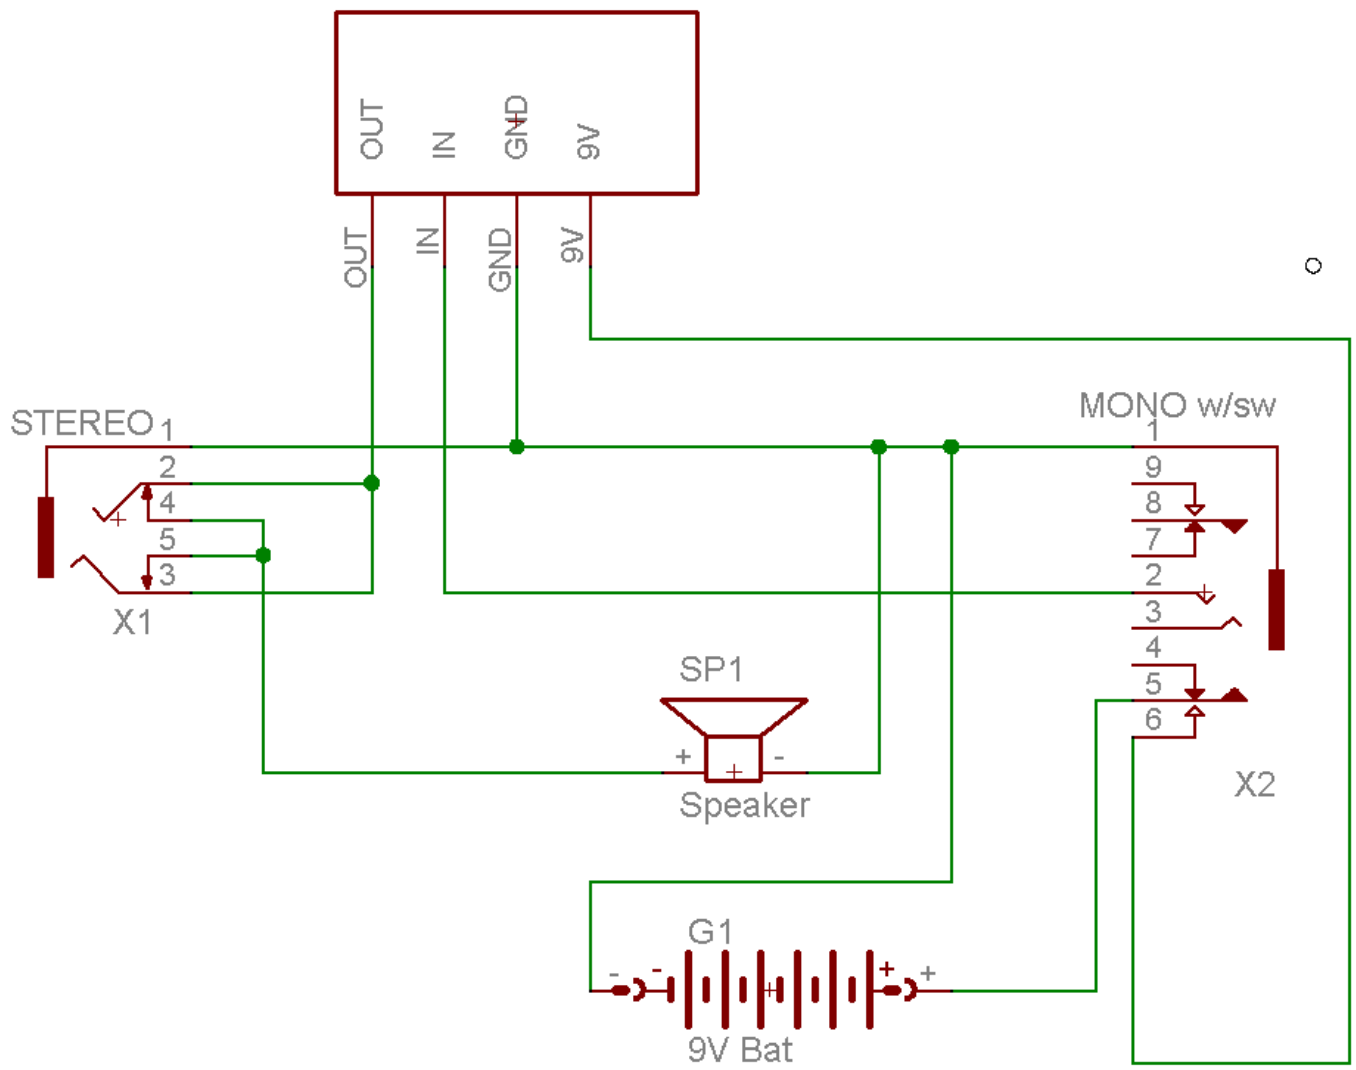 OUT
IN
GND
9V
OUT
IN
GND
9V
MONO w/sw
STEREO
1
2
4
5
3
X1
1
9
8
7
2
3
4
5
6
X2
SP1
+
-
Speaker
G1
-
-
+
+
9V Bat